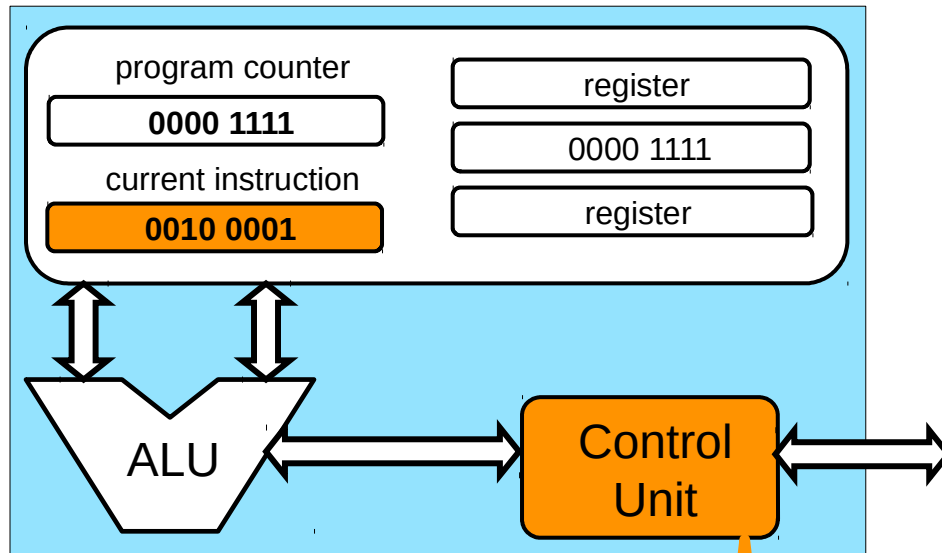 program counter
0000 1111
current instruction
0010 0001
register
0000 1111
register
ALU
Control
Unit